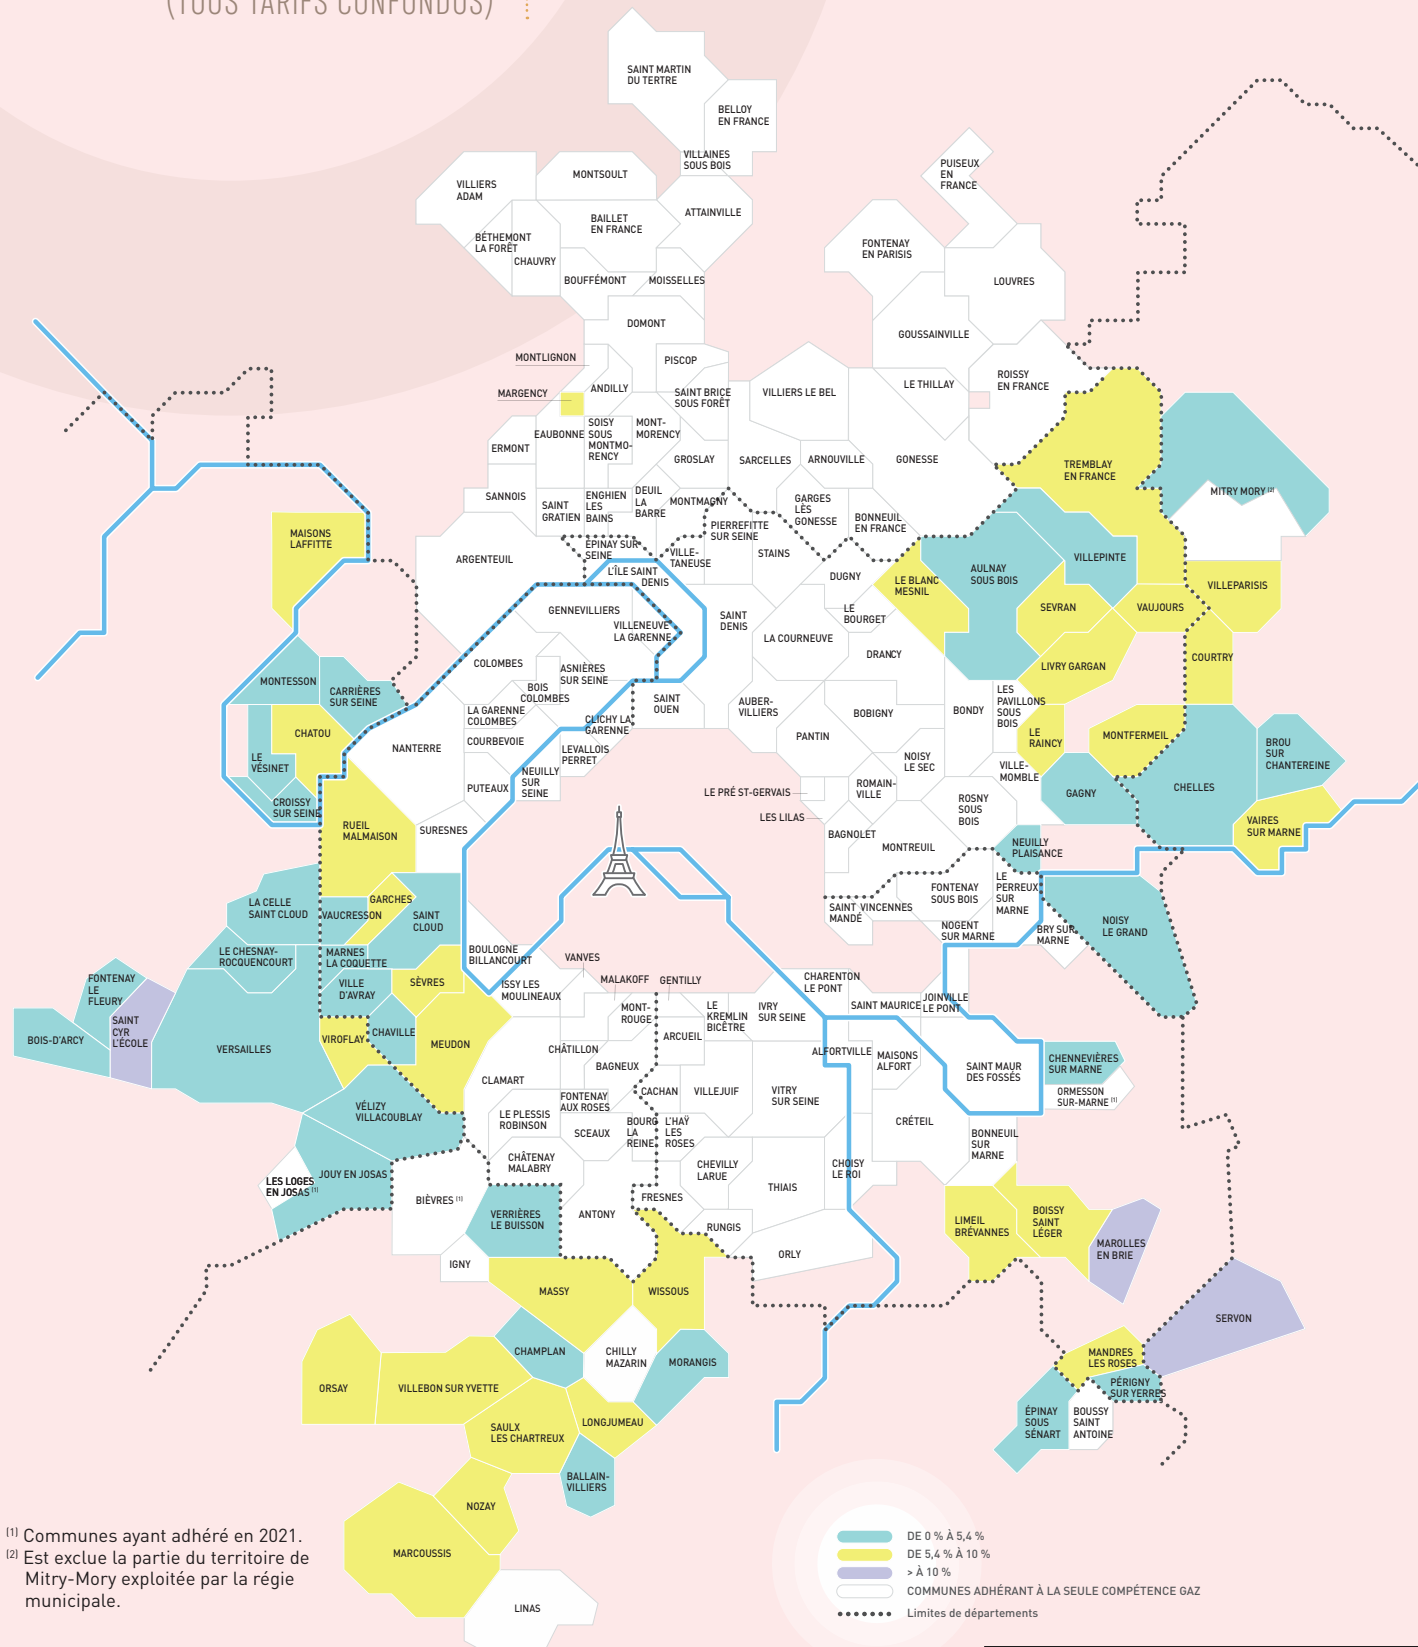 (TOUS TARIFS CONFONDUS)
SAINT MARTIN
DU TERTRE
BELLOY
EN FRANCE
VILLAINES
SOUS BOIS
PUISEUX
EN
FRANCE
VILLIERS
ADAM
MONTSOULT
ATTAINVILLE
BAILLET
EN FRANCE
BÉTHEMONT
LA FORÊT
CHAUVRY
FONTENAY
EN PARISIS
BOUFFÉMONT
MOISSELLES
LOUVRES
DOMONT
GOUSSAINVILLE
MONTLIGNON
PISCOP
ANDILLY
MARGENCY
SAINT BRICE
SOUS FORÊT
VILLIERS LE BEL
LE THILLAY
ROISSY
EN FRANCE
EAUBONNE
SOISY
SOUS
MONTMO-
RENCY
MONT-
MORENCY
ERMONT
GROSLAY
SARCELLES
ARNOUVILLE
GONESSE
TREMBLAY
EN FRANCE
MITRY MORY (2)
SANNOIS
SAINT
GRATIEN
ENGHIEN
LES
BAINS
DEUIL
LA
BARRE
MONTMAGNY
GARGES
LÈS
GONESSE
BONNEUIL
EN FRANCE
PIERREFITTE
SUR SEINE
MAISONS
LAFFITTE
ARGENTEUIL
ÉPINAY SUR
SEINE
VILLE-
TANEUSE
STAINS
VILLEPINTE
L'ÎLE SAINT
DENIS
DUGNY
LE BLANC
MESNIL
AULNAY
SOUS BOIS
VILLEPARISIS
GENNEVILLIERS
VILLENEUVE
LA GARENNE
SAINT
DENIS
LE
BOURGET
SEVRAN
VAUJOURS
LA COURNEUVE
DRANCY
COURTRY
COLOMBES
ASNIÈRES
SUR SEINE
LIVRY GARGAN
MONTESSON
CARRIÈRES
SUR SEINE
BOIS
COLOMBES
SAINT
OUEN
AUBER-
VILLIERS
LES
PAVILLONS
SOUS
BOIS
LA GARENNE
COLOMBES
CLICHY LA
GARENNE
BOBIGNY
BONDY
CHATOU
NANTERRE
COURBEVOIE
LEVALLOIS
PERRET
PANTIN
LE
RAINCY
MONTFERMEIL
BROU
SUR
CHANTEREINE
LE
VÉSINET
NEUILLY
SUR
SEINE
NOISY
LE SEC
VILLE-
MOMBLE
PUTEAUX
LE PRÉ ST-GERVAIS
ROMAIN-
VILLE
GAGNY
CHELLES
CROISSY
SUR SEINE
ROSNY
SOUS
BOIS
LES LILAS
RUEIL
MALMAISON
SURESNES
BAGNOLET
VAIRES
SUR MARNE
MONTREUIL
NEUILLY
PLAISANCE
GARCHES
LE
PERREUX
SUR
MARNE
FONTENAY
SOUS BOIS
LA CELLE
SAINT CLOUD
VAUCRESSON
SAINT
CLOUD
SAINT
MANDÉ
VINCENNES
NOISY
LE GRAND
NOGENT
SUR MARNE
BRY SUR
MARNE
LE CHESNAY-
ROCQUENCOURT
MARNES
LA COQUETTE
BOULOGNE
BILLANCOURT
VANVES
FONTENAY
LE
FLEURY
VILLE
D'AVRAY
SÈVRES
ISSY LES
MOULINEAUX
MALAKOFF
GENTILLY
CHARENTON
LE PONT
SAINT MAURICE
JOINVILLE
LE PONT
SAINT
CYR
L'ÉCOLE
MONT-
ROUGE
LE
KREMLIN
BICÊTRE
IVRY
SUR SEINE
BOIS-D'ARCY
VERSAILLES
VIROFLAY
CHAVILLE
MEUDON
ARCUEIL
CHÂTILLON
ALFORTVILLE
MAISONS
ALFORT
BAGNEUX
SAINT MAUR
DES FOSSÉS
CHENNEVIÈRES
SUR MARNE
CLAMART
CACHAN
VILLEJUIF
VITRY
SUR SEINE
ORMESSON
SUR-MARNE (1)
FONTENAY
AUX ROSES
VÉLIZY
VILLACOUBLAY
LE PLESSIS
ROBINSON
SCEAUX
BOURG
LA
REINE
L'HAŸ
LES
ROSES
CRÉTEIL
BONNEUIL
SUR
MARNE
CHÂTENAY
MALABRY
CHEVILLY
LARUE
CHOISY
LE ROI
JOUY EN JOSAS
LES LOGES
EN JOSAS (1)
BIÈVRES (1)
THIAIS
FRESNES
VERRIÈRES
LE BUISSON
ANTONY
RUNGIS
LIMEIL
BRÉVANNES
BOISSY
SAINT
LÉGER
ORLY
MAROLLES
EN BRIE
IGNY
MASSY
WISSOUS
SERVON
CHAMPLAN
CHILLY
MAZARIN
MORANGIS
MANDRES
LES ROSES
ORSAY
VILLEBON SUR YVETTE
PÉRIGNY
SUR YERRES
SAULX
LES CHARTREUX
LONGJUMEAU
ÉPINAY
SOUS
SÉNART
BOUSSY
SAINT
ANTOINE
BALLAIN-
VILLIERS
NOZAY
MARCOUSSIS
LINAS
(1) Communes ayant adhéré en 2021.
(2) Est exclue la partie du territoire de
Mitry-Mory exploitée par la régie
municipale.
DE 0 % À 5,4 %
DE 5,4 % À 10 %
> À 10 %
COMMUNES ADHÉRANT À LA SEULE COMPÉTENCE GAZ
Limites de départements